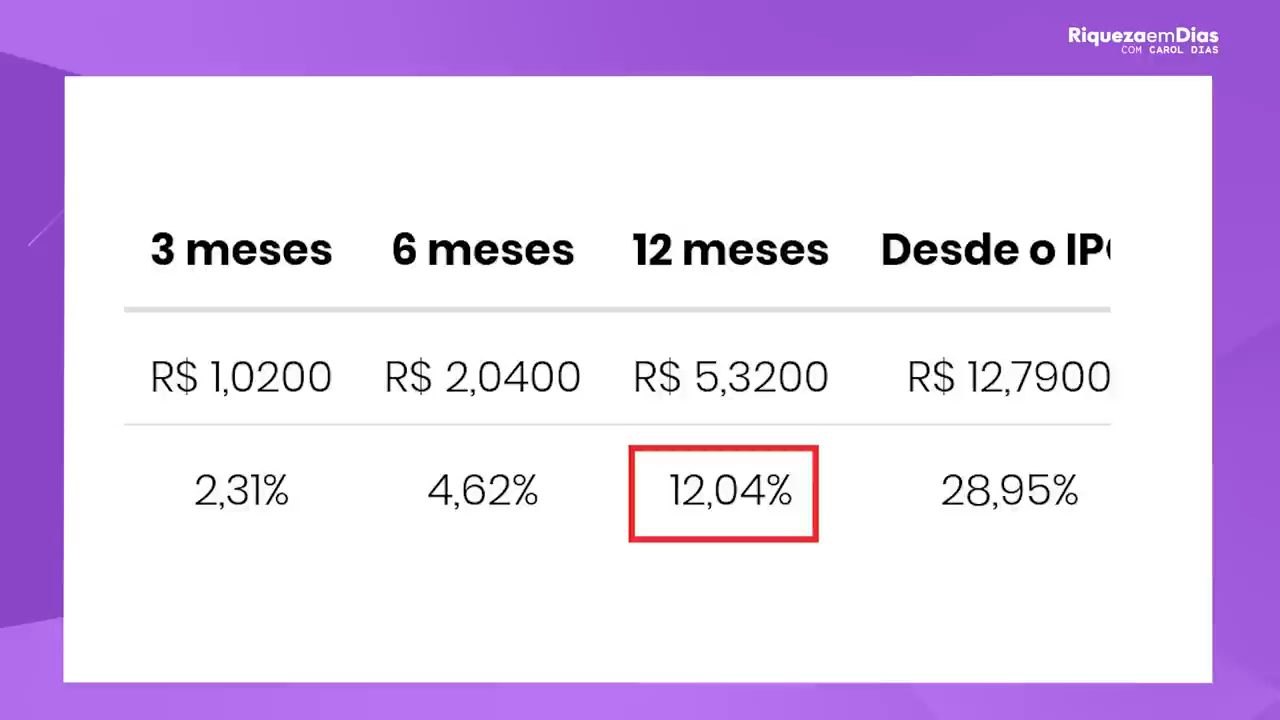 RiquezaemDias
COM CAROL DIAS
3 meses 6 meses 12 meses Desde o
R$ 1,0200 R$ 2,0400 R$ 5,3200 R$ 12,7900
2,31% 4,62% 12,04% 28,95%